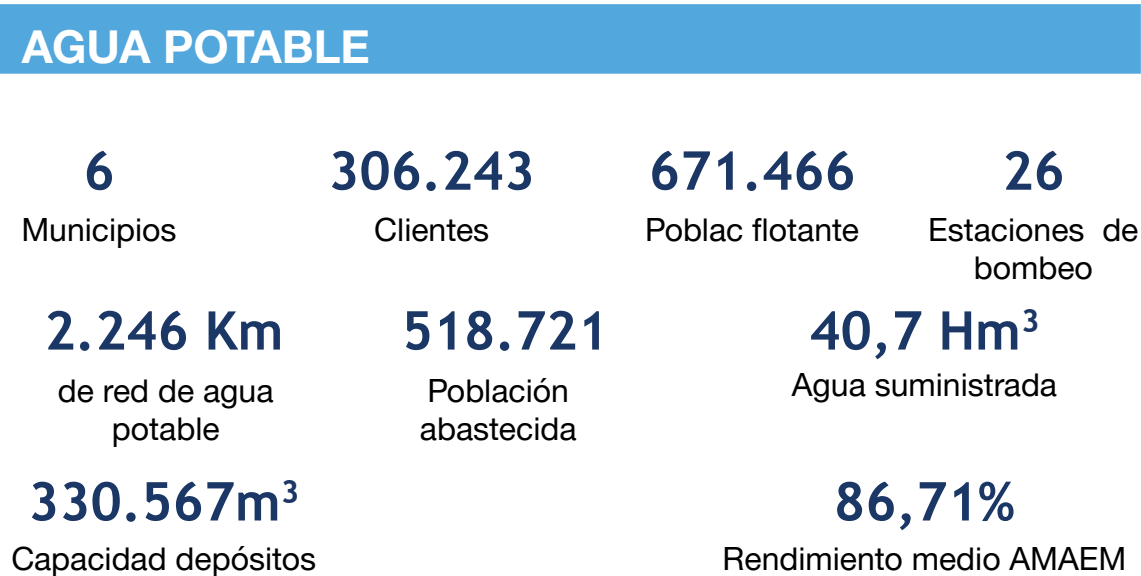 AGUA POTABLE
6
Municipios
306.243
Clientes
671.466
Poblac flotante
26
Estaciones de
bombeo
2.246 Km
de red de agua
potable
518.721
Población
abastecida
40,7 Hm³
Agua suministrada
330.567m³
Capacidad depósitos
86,71%
Rendimiento medio AMAEM